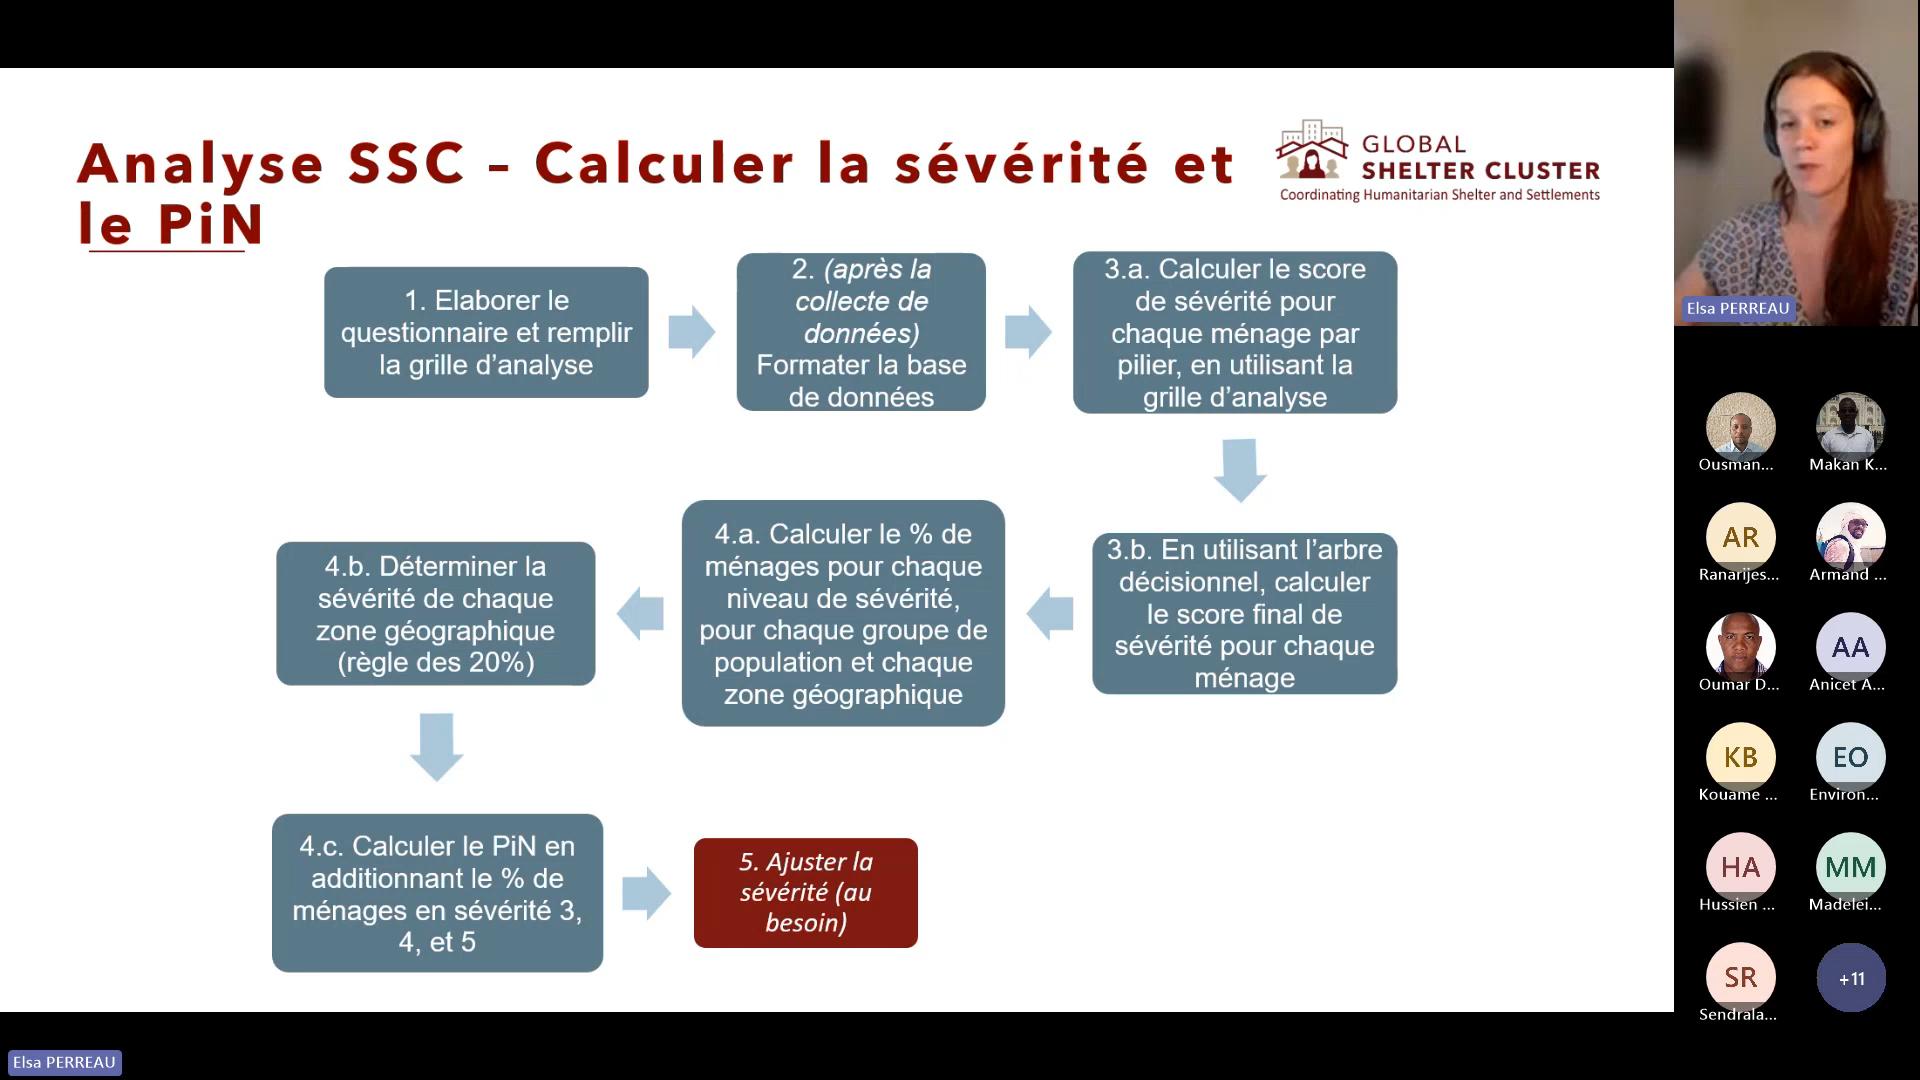 Analyse SSC – Calculer la sévérité et
le PiN
GLOBAL
SHELTER CLUSTER
Coordinating Humanitarian Shelter and Settlements
1. Elaborer le
questionnaire et remplir
la grille d’analyse
2. (après la
collecte de
données)
Formater la base
de données
3.a. Calculer le score
de sévérité pour
chaque ménage par
pilier, en utilisant la
grille d’analyse
3.b. En utilisant l’arbre
décisionnel, calculer
le score final de
sévérité pour chaque
ménage
4.a. Calculer le % de
ménages pour chaque
niveau de sévérité,
pour chaque groupe de
population et chaque
zone géographique
4.b. Déterminer la
sévérité de chaque
zone géographique
(règle des 20%)
4.c. Calculer le PiN en
additionnant le % de
ménages en sévérité 3,
4, et 5
5. Ajuster la
sévérité (au
besoin)
Elsa PERREAU
Ousman...
Makan K...
AR
Ranarijes...
Armand ...
Oumar D...
AA
Anicet A...
KB
Kouame ...
EO
Environ...
HA
Hussien ...
MM
Madelei...
SR
Sendrala...
+11
Elsa PERREAU